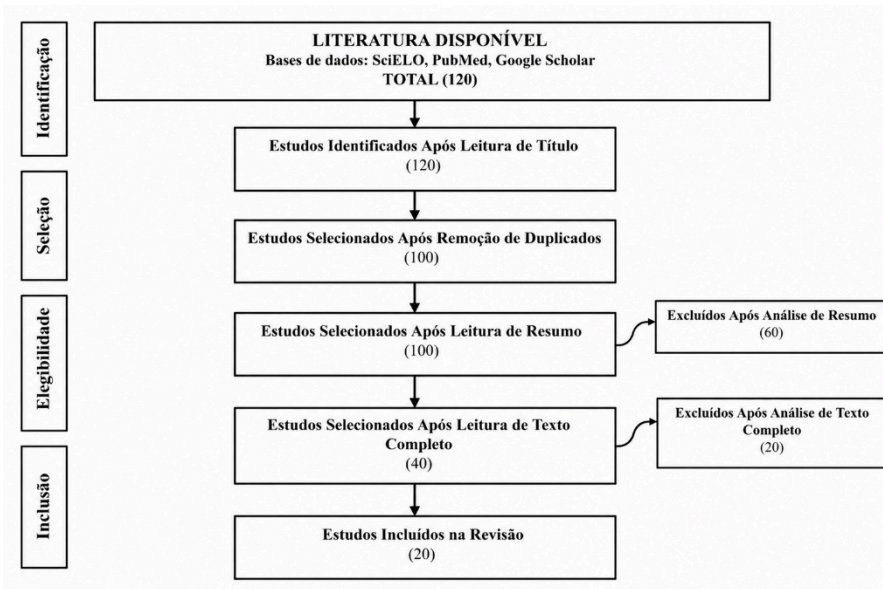 Identificação
LITERATURA DISPONÍVEL
Bases de dados: SciELO, PubMed, Google Scholar
TOTAL (120)
Estudos Identificados Após Leitura de Título
(120)
Seleção
Estudos Selecionados Após Remoção de Duplicados
(100)
Elegibilidade
Estudos Selecionados Após Leitura de Resumo
(100)
Excluídos Após Análise de Resumo
(60)
Estudos Selecionados Após Leitura de Texto
Completo
(40)
Excluídos Após Análise de Texto
Completo
(20)
Inclusão
Estudos Incluídos na Revisão
(20)